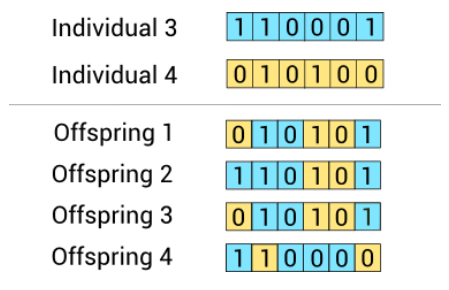 Individual 3 1 1 0 0 0 1
Individual 4 0 1 0 1 0 0
Offspring 1 0 1 0 1 0 1
Offspring 2 1 1 0 1 0 1
Offspring 3 0 1 0 1 0 1
Offspring 4 1 1 0 0 0 0